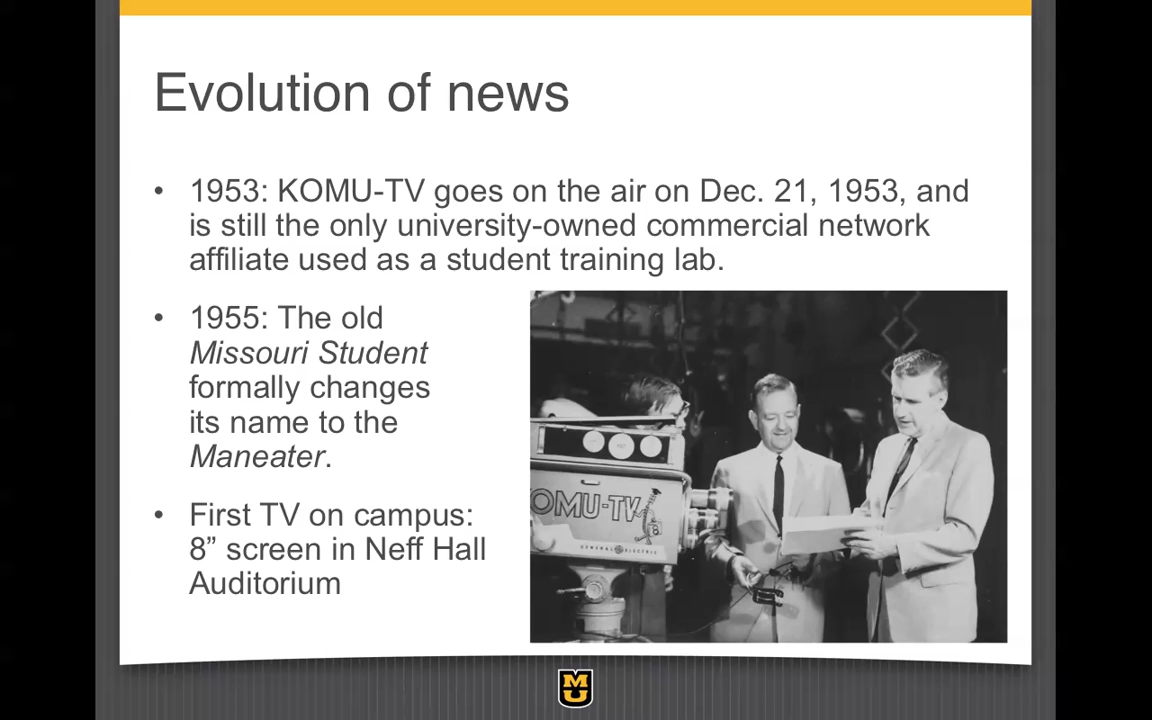 Evolution of news
• 1953: KOMU-TV goes on the air on Dec. 21, 1953, and
is still the only university-owned commercial network
affiliate used as a student training lab.
• 1955: The old
Missouri Student
formally changes
its name to the
Maneater.
• First TV on campus:
8” screen in Neff Hall
Auditorium
KOMU-TV
8
GENERAL ELECTRIC
MU